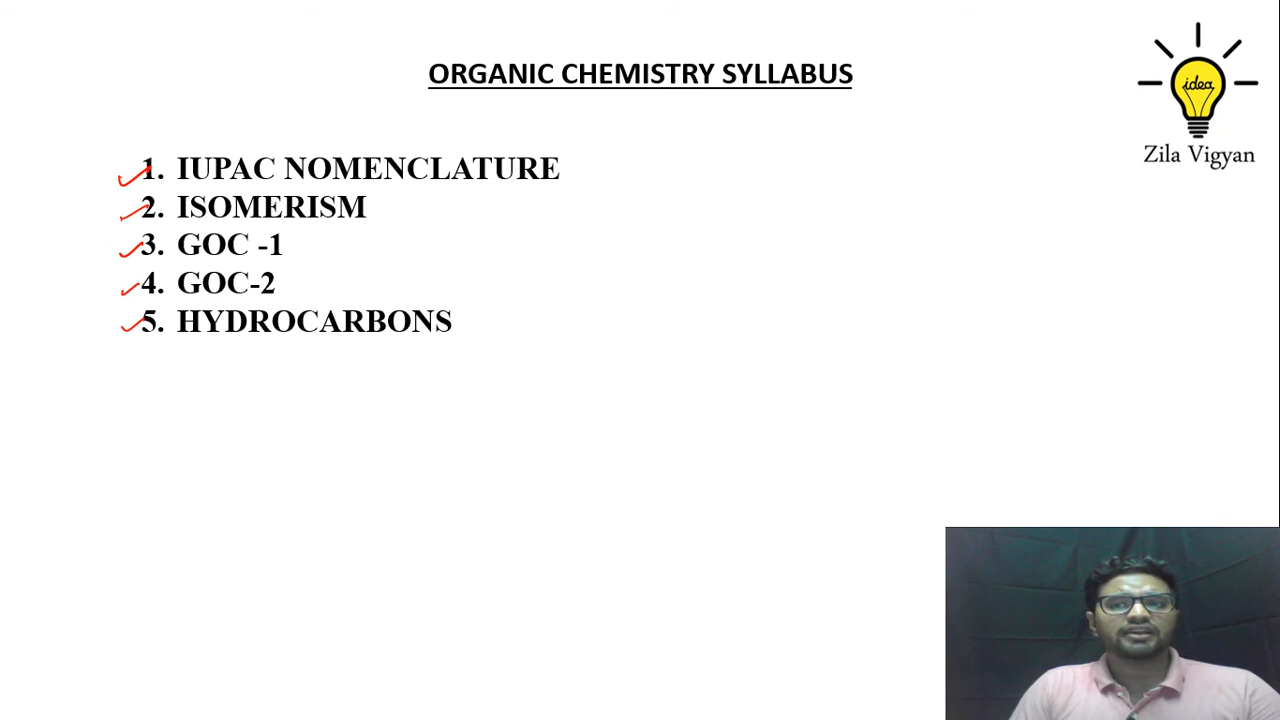 ORGANIC CHEMISTRY SYLLABUS
idea
Zila Vigyan
1. IUPAC NOMENCLATURE
2. ISOMERISM
3. GOC -1
4. GOC-2
5. HYDROCARBONS